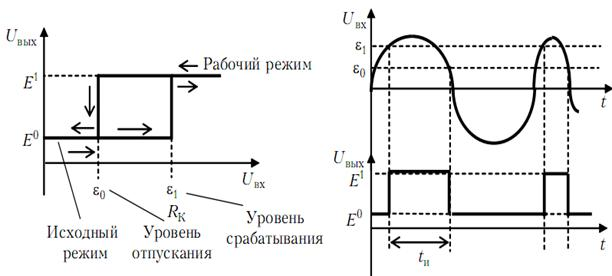 Uвых
E¹
Рабочий режим
E⁰
ε₀
ε₁
Uвх
Rк
Исходный
режим
Уровень
отпускания
Уровень
срабатывания
Uвх
ε₁
ε₀
t
Uвых
E¹
E⁰
tи
t